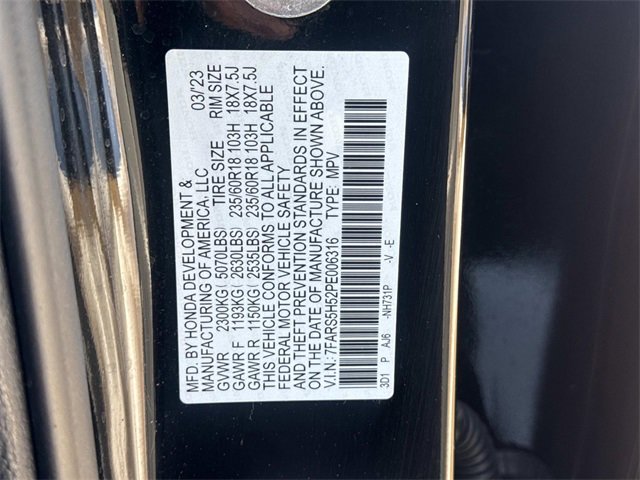 MFD. BY HONDA DEVELOPMENT & 03/'23
MANUFACTURING OF AMERICA, LLC
TIRE SIZE RIM SIZE
GVWR 2300KG( 5070LBS)
GAWR F 1193KG( 2630LBS) 235/60R18 103H 18X7.5J
GAWR R 1150KG( 2535LBS) 235/60R18 103H 18X7.5J
THIS VEHICLE CONFORMS TO ALL APPLICABLE
FEDERAL MOTOR VEHICLE SAFETY
AND THEFT PREVENTION STANDARDS IN EFFECT
ON THE DATE OF MANUFACTURE SHOWN ABOVE.
V.I.N.: 7FARS5H52PE006316 TYPE: MPV
3D1 P AJ6 -NH731P -V -E